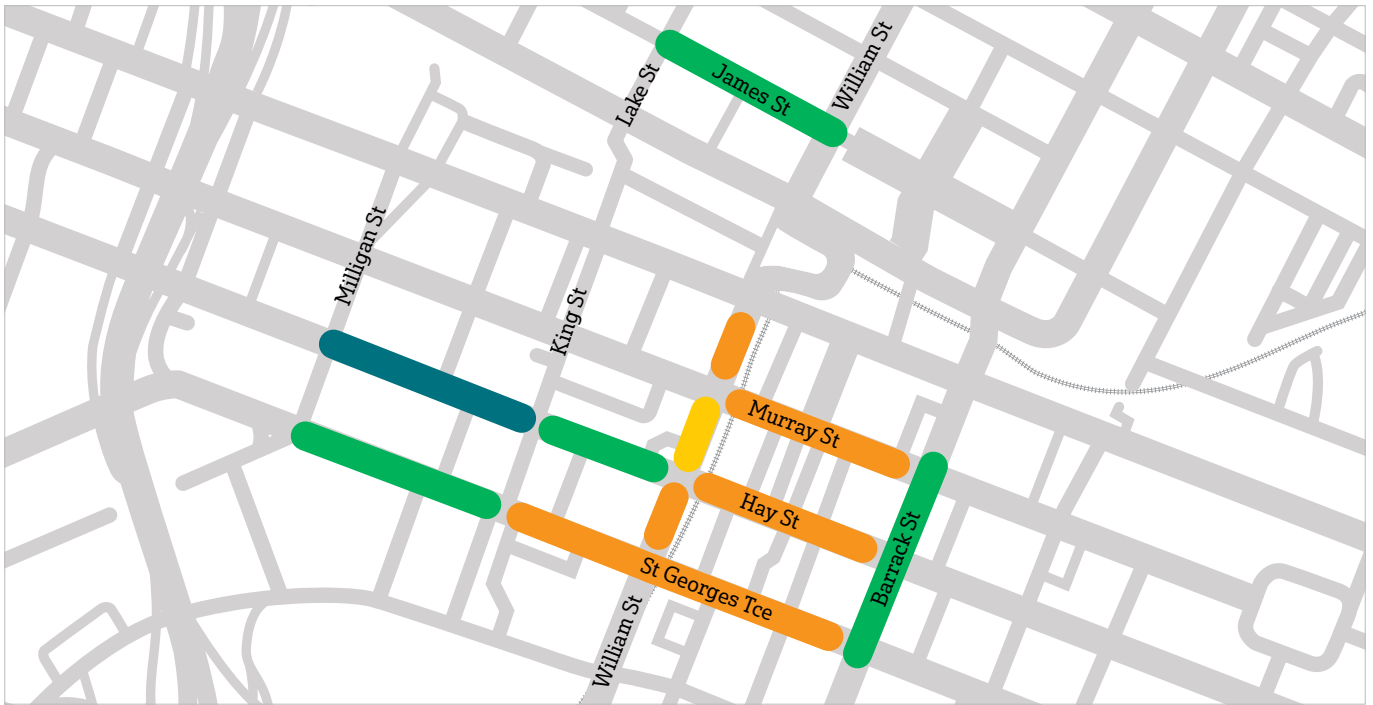 William St
James St
Lake St
Milligan St
King St
Murray St
Hay St
Barrack St
St Georges Tce
William St